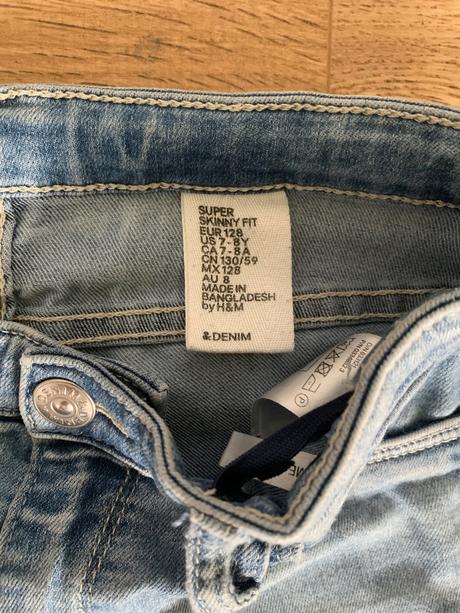 SUPER
SKINNY FIT
EUR 128
US 7-8Y
CA 7-8A
CN 130/59
MX 128
AU 8
MADE IN
BANGLADESH
by H&M
&DENIM